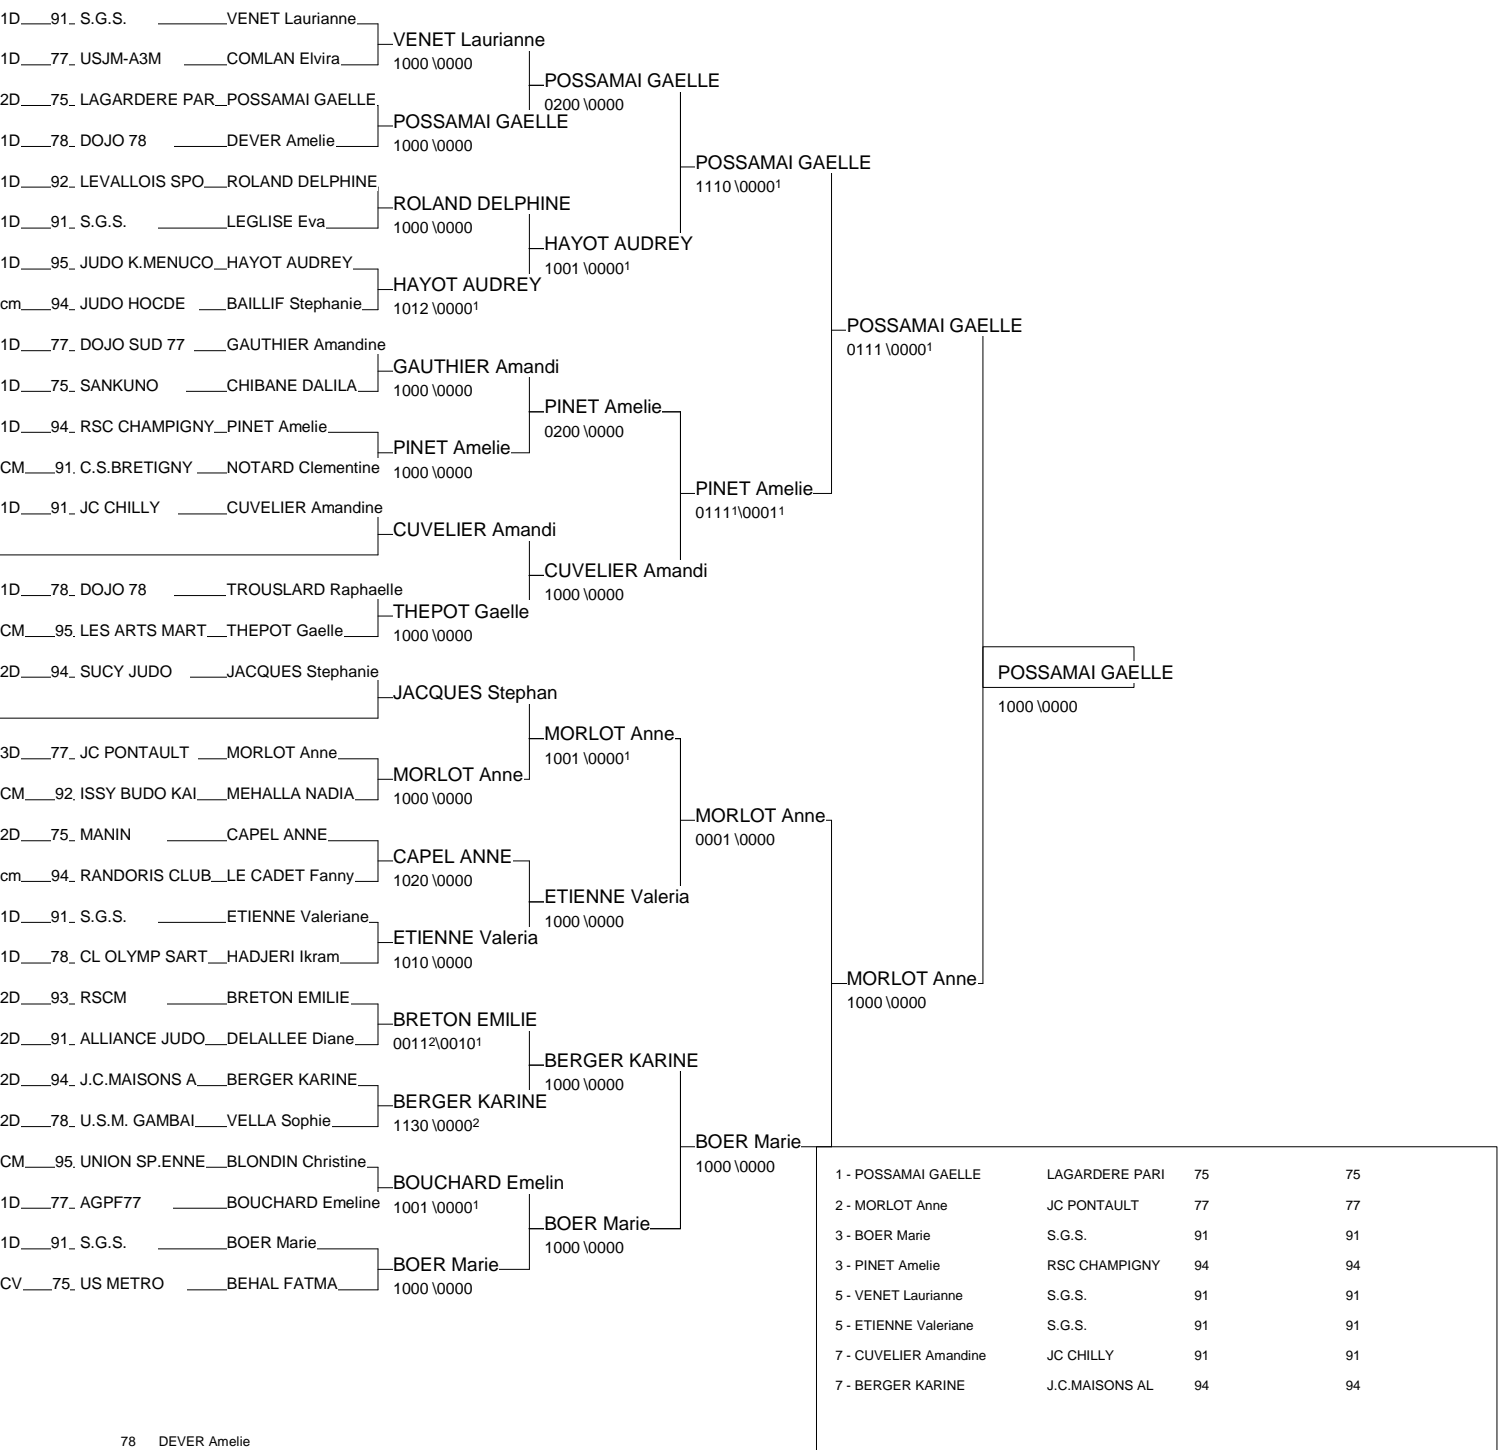 1D 91 S.G.S. VENET Laurianne
VENET Laurianne
1D 77 USJM-A3M COMLAN Elvira
1000 \0000
POSSAMAI GAELLE
2D 75 LAGARDERE PAR POSSAMAI GAELLE
0200 \0000
POSSAMAI GAELLE
1D 78 DOJO 78 DEVER Amelie
1000 \0000
POSSAMAI GAELLE
1D 92 LEVALLOIS SPO ROLAND DELPHINE
1110 \0000¹
ROLAND DELPHINE
1D 91 S.G.S. LEGLISE Eva
1000 \0000
HAYOT AUDREY
1D 95 JUDO K.MENUCO HAYOT AUDREY
1001 \0000¹
HAYOT AUDREY
cm 94 JUDO HOCDE BAILLIF Stephanie
1012 \0000¹
POSSAMAI GAELLE
1D 77 DOJO SUD 77 GAUTHIER Amandine
0111 \0000¹
GAUTHIER Amandi
1D 75 SANKUNO CHIBANE DALILA
1000 \0000
PINET Amelie
1D 94 RSC CHAMPIGNY PINET Amelie
0200 \0000
PINET Amelie
CM 91 C.S.BRETIGNY NOTARD Clementine
1000 \0000
PINET Amelie
1D 91 JC CHILLY CUVELIER Amandine
0111¹\0001¹
CUVELIER Amandi
CUVELIER Amandi
1D 78 DOJO 78 TROUSLARD Raphaelle
1000 \0000
THEPOT Gaelle
CM 95 LES ARTS MART THEPOT Gaelle
1000 \0000
2D 94 SUCY JUDO JACQUES Stephanie
POSSAMAI GAELLE
JACQUES Stephan
1000 \0000
MORLOT Anne
3D 77 JC PONTAULT MORLOT Anne
1001 \0000¹
MORLOT Anne
CM 92 ISSY BUDO KAI MEHALLA NADIA
1000 \0000
MORLOT Anne
2D 75 MANIN CAPEL ANNE
0001 \0000
CAPEL ANNE
cm 94 RANDORIS CLUB LE CADET Fanny
1020 \0000
ETIENNE Valeria
1D 91 S.G.S. ETIENNE Valeriane
1000 \0000
ETIENNE Valeria
1D 78 CL OLYMP SART HADJERI Ikram
1010 \0000
MORLOT Anne
2D 93 RSCM BRETON EMILIE
1000 \0000
BRETON EMILIE
2D 91 ALLIANCE JUDO DELALLEE Diane
0011²\0010¹
BERGER KARINE
2D 94 J.C.MAISONS A BERGER KARINE
1000 \0000
BERGER KARINE
2D 78 U.S.M. GAMBAI VELLA Sophie
1130 \0000²
BOER Marie
CM 95 UNION SP.ENNE BLONDIN Christine
1000 \0000
BOUCHARD Emelin
1D 77 AGPF77 BOUCHARD Emeline
1001 \0000¹
BOER Marie
1D 91 S.G.S. BOER Marie
1000 \0000
BOER Marie
CV 75 US METRO BEHAL FATMA
1000 \0000
1 - POSSAMAI GAELLE LAGARDERE PARI 75 75
2 - MORLOT Anne JC PONTAULT 77 77
3 - BOER Marie S.G.S. 91 91
3 - PINET Amelie RSC CHAMPIGNY 94 94
5 - VENET Laurianne S.G.S. 91 91
5 - ETIENNE Valeriane S.G.S. 91 91
7 - CUVELIER Amandine JC CHILLY 91 91
7 - BERGER KARINE J.C.MAISONS AL 94 94
78 DEVER Amelie